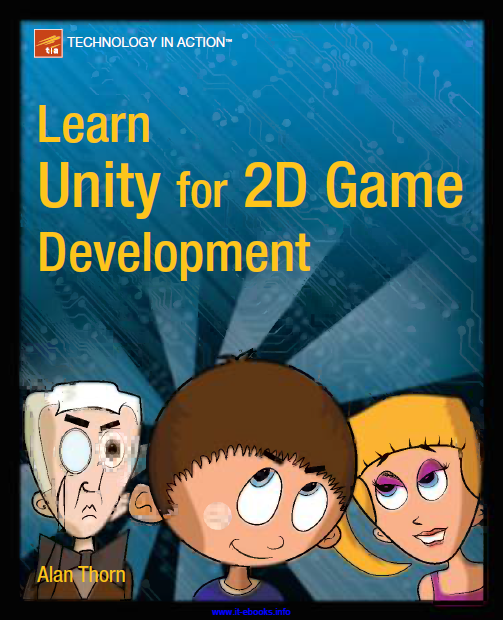 TECHNOLOGY IN ACTION™
Learn
Unity for 2D Game
Development
Alan Thorn
www.it-ebooks.info